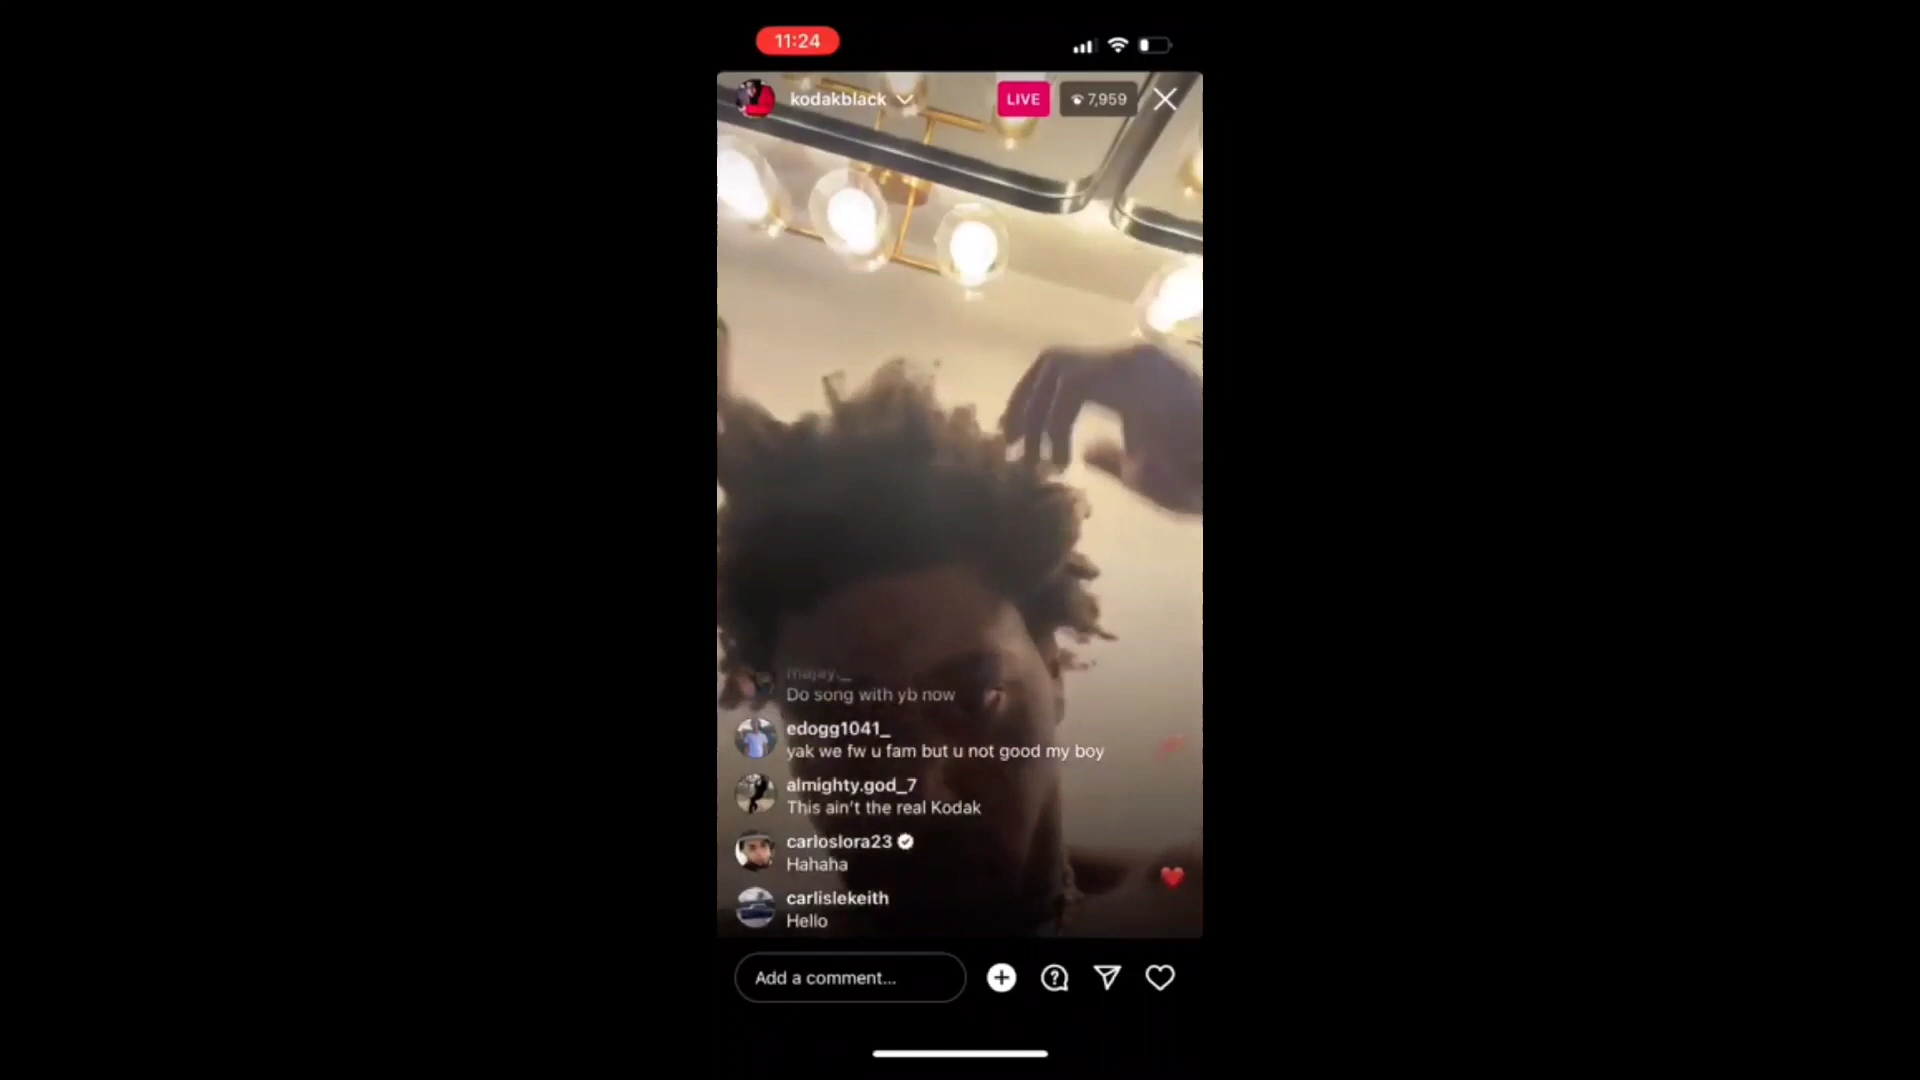 11:24
kodakblack
LIVE
7,959
majay._
Do song with yb now
edogg1041_
yak we fw u fam but u not good my boy
almighty.god_7
This ain't the real Kodak
carloslora23
Hahaha
carlislekeith
Hello
Add a comment...